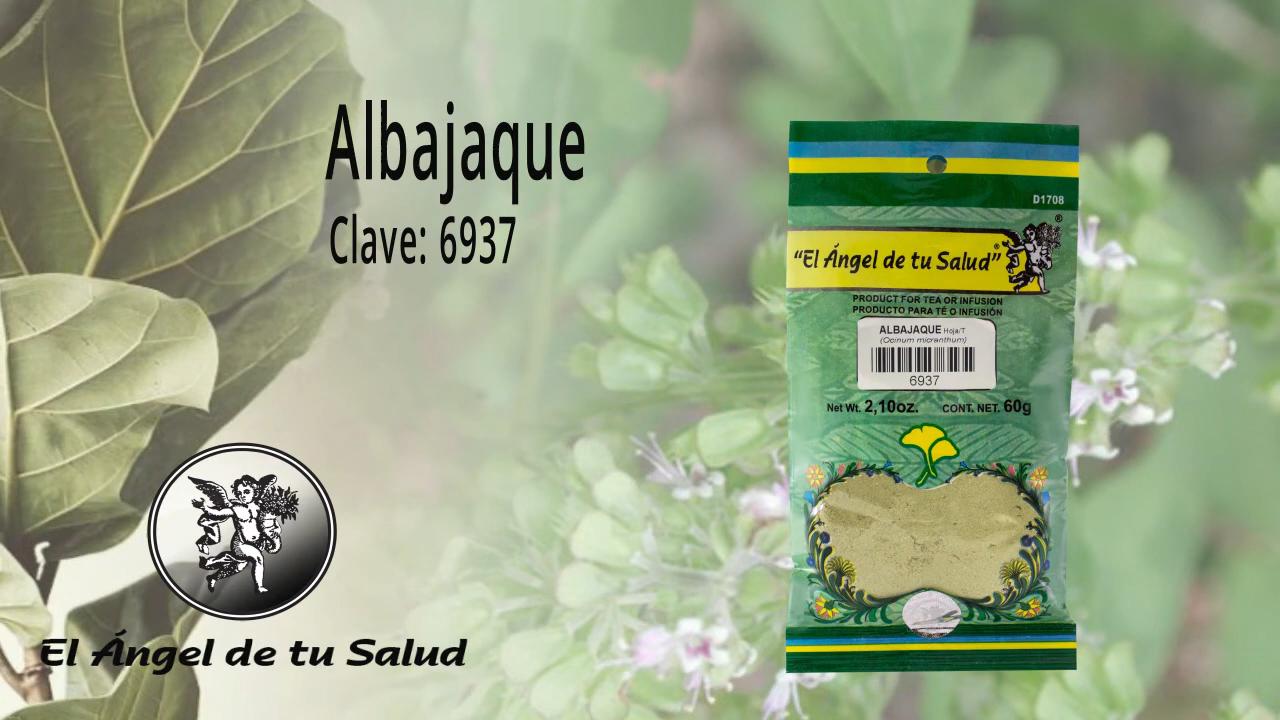 Albajaque
Clave: 6937
El Ángel de tu Salud
D1708
®
“El Ángel de tu Salud”®
PRODUCT FOR TEA OR INFUSION
PRODUCTO PARA TÉ O INFUSIÓN
ALBAJAQUE Hoja/T
(Ocinum micranthum)
6937
Net Wt. 2,10oz. CONT. NET. 60g